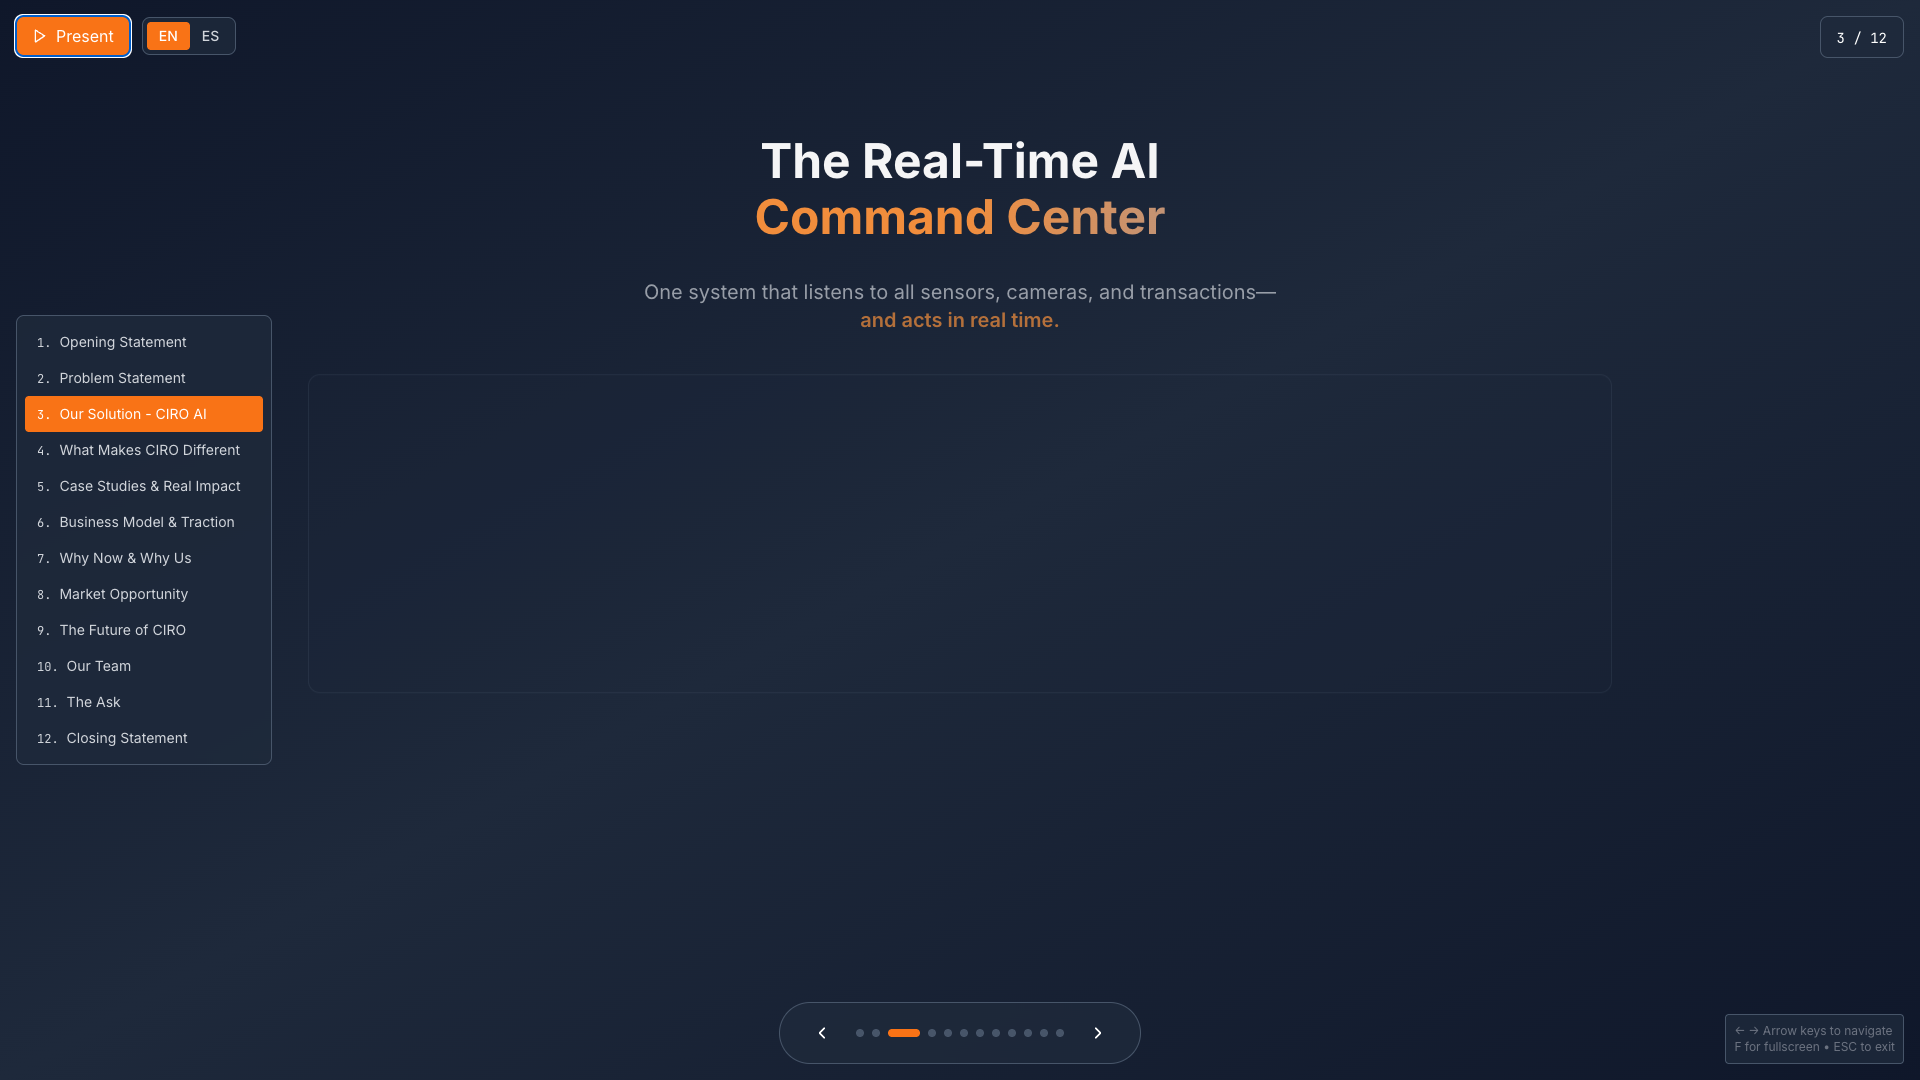 Present
EN ES
3 / 12
The Real-Time AI
Command Center
One system that listens to all sensors, cameras, and transactions—
and acts in real time.
1. Opening Statement
2. Problem Statement
3. Our Solution - CIRO AI
4. What Makes CIRO Different
5. Case Studies & Real Impact
6. Business Model & Traction
7. Why Now & Why Us
8. Market Opportunity
9. The Future of CIRO
10. Our Team
11. The Ask
12. Closing Statement
← → Arrow keys to navigate
F for fullscreen • ESC to exit